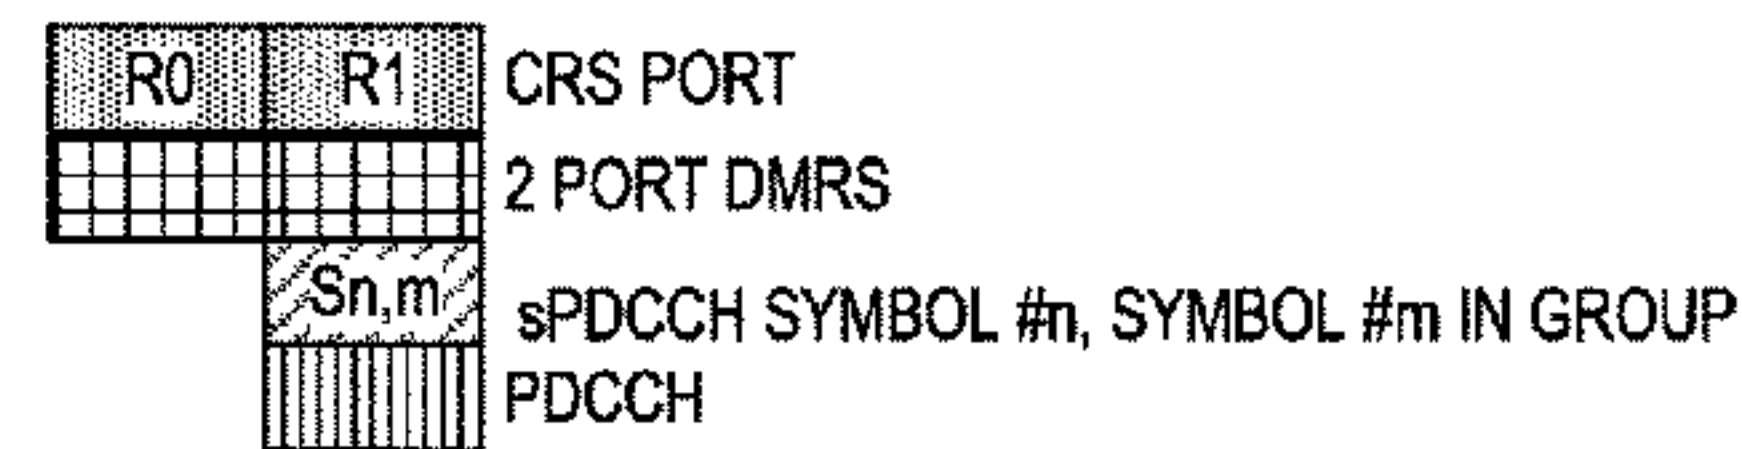 R0 R1 CRS PORT
2 PORT DMRS
Sn,m sPDCCH SYMBOL #n, SYMBOL #m IN GROUP
PDCCH